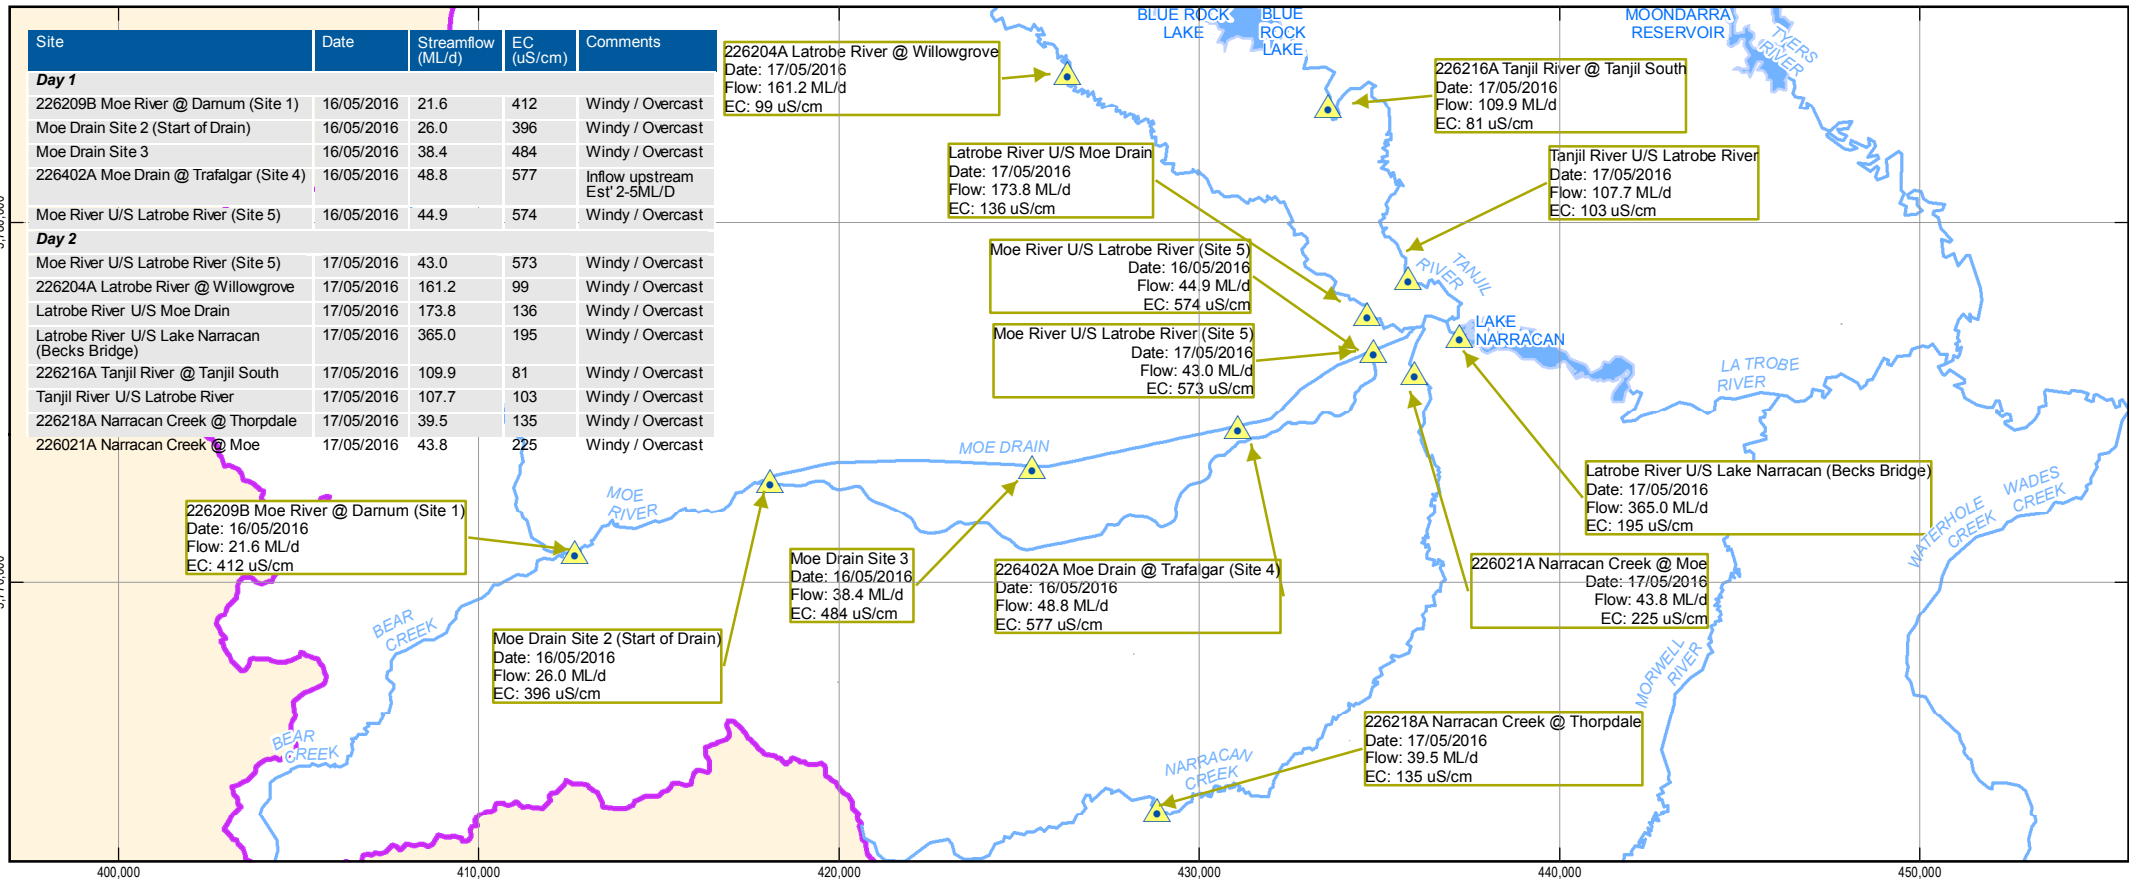 Site Date Streamflow (ML/d) EC (uS/cm) Comments
Day 1
226209B Moe River @ Darnum (Site 1) 16/05/2016 21.6 412 Windy / Overcast
Moe Drain Site 2 (Start of Drain) 16/05/2016 26.0 396 Windy / Overcast
Moe Drain Site 3 16/05/2016 38.4 484 Windy / Overcast
226402A Moe Drain @ Trafalgar (Site 4) 16/05/2016 48.8 577 Inflow upstream Est' 2-5ML/D
Moe River U/S Latrobe River (Site 5) 16/05/2016 44.9 574 Windy / Overcast
Day 2
Moe River U/S Latrobe River (Site 5) 17/05/2016 43.0 573 Windy / Overcast
226204A Latrobe River @ Willowgrove 17/05/2016 161.2 99 Windy / Overcast
Latrobe River U/S Moe Drain 17/05/2016 173.8 136 Windy / Overcast
Latrobe River U/S Lake Narracan (Becks Bridge) 17/05/2016 365.0 195 Windy / Overcast
226216A Tanjil River @ Tanjil South 17/05/2016 109.9 81 Windy / Overcast
Tanjil River U/S Latrobe River 17/05/2016 107.7 103 Windy / Overcast
226218A Narracan Creek @ Thorpdale 17/05/2016 39.5 135 Windy / Overcast
226021A Narracan Creek @ Moe 17/05/2016 43.8 225 Windy / Overcast
226204A Latrobe River @ Willowgrove
Date: 17/05/2016
Flow: 161.2 ML/d
EC: 99 uS/cm
BLUE ROCK
LAKE
BLUE
ROCK
LAKE
MOONDARRA
RESERVOIR
TYERS
RIVER
226216A Tanjil River @ Tanjil South
Date: 17/05/2016
Flow: 109.9 ML/d
EC: 81 uS/cm
Latrobe River U/S Moe Drain
Date: 17/05/2016
Flow: 173.8 ML/d
EC: 136 uS/cm
Tanjil River U/S Latrobe River
Date: 17/05/2016
Flow: 107.7 ML/d
EC: 103 uS/cm
Moe River U/S Latrobe River (Site 5)
Date: 16/05/2016
Flow: 44.9 ML/d
EC: 574 uS/cm
TANJIL
RIVER
Moe River U/S Latrobe River (Site 5)
Date: 17/05/2016
Flow: 43.0 ML/d
EC: 573 uS/cm
LAKE
NARRACAN
LA TROBE
RIVER
MOE DRAIN
MOE
RIVER
Latrobe River U/S Lake Narracan (Becks Bridge)
Date: 17/05/2016
Flow: 365.0 ML/d
EC: 195 uS/cm
WADES
CREEK
WATERHOLE
CREEK
226209B Moe River @ Darnum (Site 1)
Date: 16/05/2016
Flow: 21.6 ML/d
EC: 412 uS/cm
Moe Drain Site 3
Date: 16/05/2016
Flow: 38.4 ML/d
EC: 484 uS/cm
226402A Moe Drain @ Trafalgar (Site 4)
Date: 16/05/2016
Flow: 48.8 ML/d
EC: 577 uS/cm
226021A Narracan Creek @ Moe
Date: 17/05/2016
Flow: 43.8 ML/d
EC: 225 uS/cm
BEAR
CREEK
Moe Drain Site 2 (Start of Drain)
Date: 16/05/2016
Flow: 26.0 ML/d
EC: 396 uS/cm
MORWELL
RIVER
BEAR
CREEK
NARRACAN
CREEK
226218A Narracan Creek @ Thorpdale
Date: 17/05/2016
Flow: 39.5 ML/d
EC: 135 uS/cm
400,000 410,000 420,000 430,000 440,000 450,000